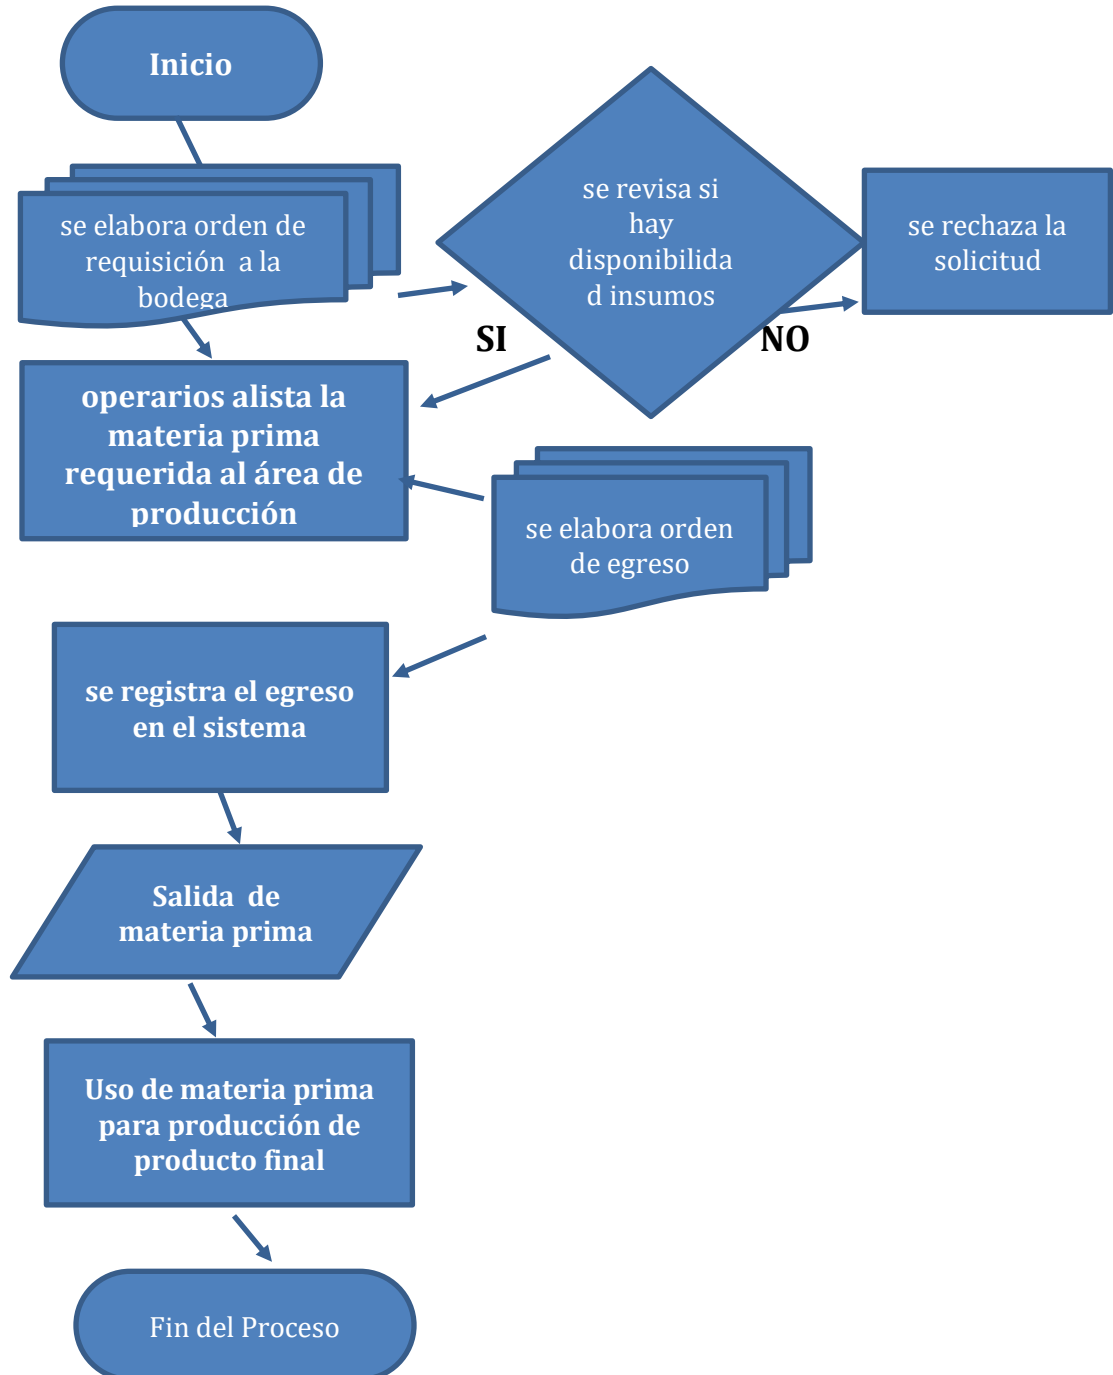 Inicio
se elabora orden de
requisición a la
bodega
se revisa si
hay
disponibilida
d insumos
se rechaza la
solicitud
SI
NO
operarios alista la
materia prima
requerida al área de
producción
se elabora orden
de egreso
se registra el egreso
en el sistema
Salida de
materia prima
Uso de materia prima
para producción de
producto final
Fin del Proceso